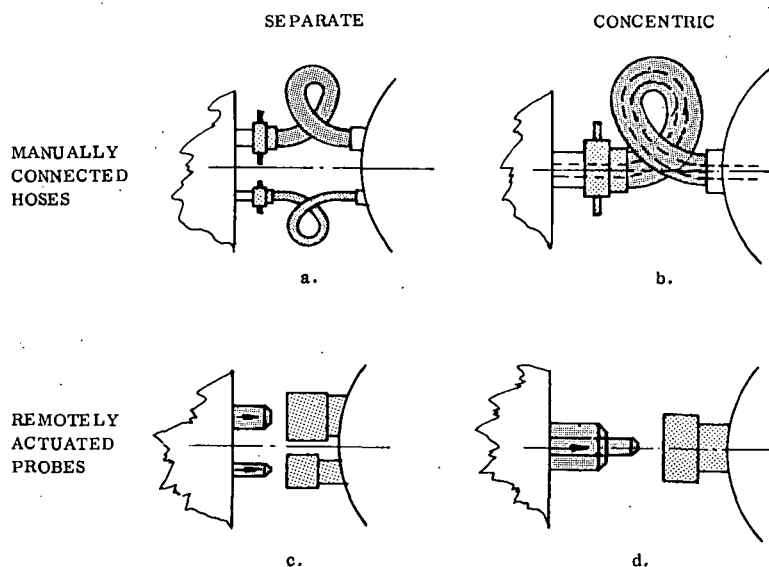 SEPARATE
CONCENTRIC
MANUALLY
CONNECTED
HOSES
a.
b.
REMOTELY
ACTUATED
PROBES
c.
d.